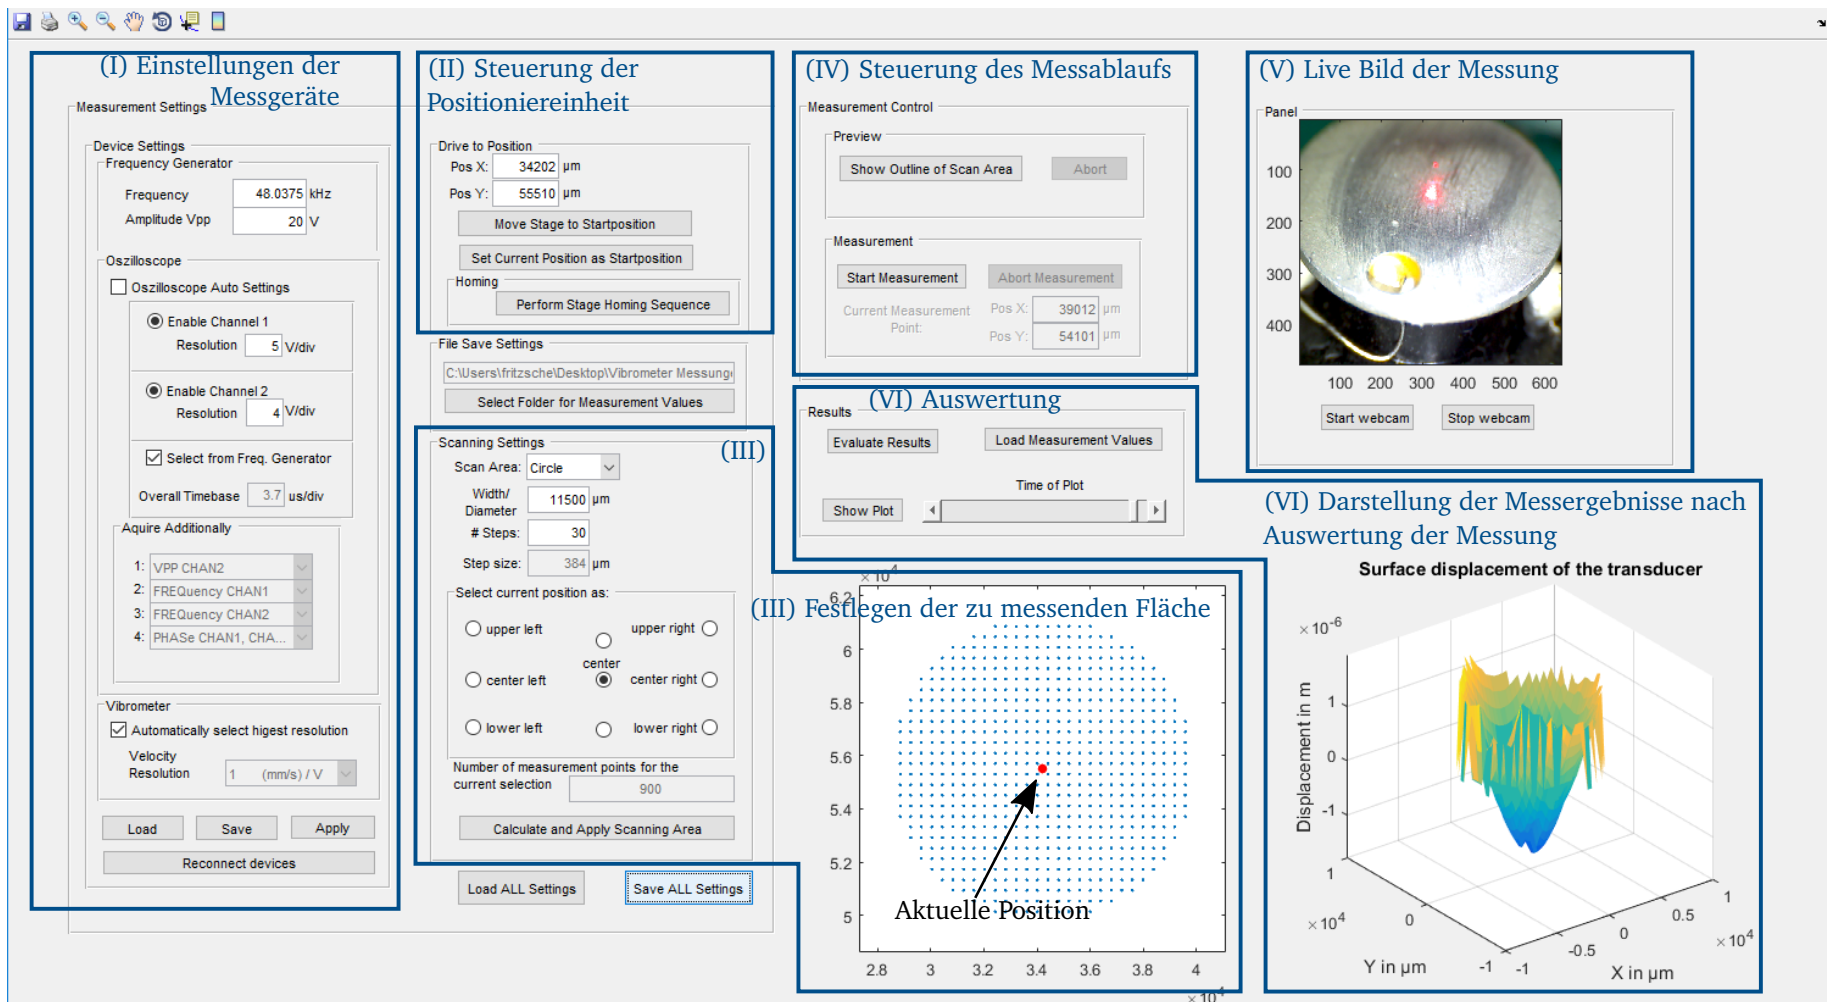 (I) Einstellungen der
Messgeräte
Measurement Settings
Device Settings
Frequency Generator
Frequency 48.0375 kHz
Amplitude Vpp 20 V
Oszilloscope
Oszilloscope Auto Settings
Enable Channel 1
Resolution 5 V/div
Enable Channel 2
Resolution 4 V/div
Select from Freq. Generator
Overall Timebase 3.7 us/div
Aquire Additionally
1: VPP CHAN2
2: FREQuency CHAN1
3: FREQuency CHAN2
4: PHASe CHAN1, CHA...
Vibrometer
Automatically select higest resolution
Velocity
Resolution 1 (mm/s) / V
Load Save Apply
Reconnect devices
(II) Steuerung der
Positioniereinheit
Drive to Position
Pos X: 34202 µm
Pos Y: 55510 µm
Move Stage to Startposition
Set Current Position as Startposition
Homing
Perform Stage Homing Sequence
File Save Settings
C:\Users\fritzsche\Desktop\Vibrometer Messung
Select Folder for Measurement Values
(III)
Scanning Settings
Scan Area: Circle
Width/
Diameter 11500 µm
# Steps: 30
Step size: 384 µm
Select current position as:
upper left upper right
center
center left center right
lower left lower right
Number of measurement points for the
current selection 900
Calculate and Apply Scanning Area
Load ALL Settings Save ALL Settings
(IV) Steuerung des Messablaufs
Measurement Control
Preview
Show Outline of Scan Area Abort
Measurement
Start Measurement Abort Measurement
Current Measurement
Point:
Pos X: 39012 µm
Pos Y: 54101 µm
(VI) Auswertung
Results
Evaluate Results Load Measurement Values
Time of Plot
Show Plot
(III) Festlegen der zu messenden Fläche
×10⁴
6.2
6
5.8
5.6
5.4
5.2
5
Aktuelle Position
2.8 3 3.2 3.4 3.6 3.8 4
×10⁴
(V) Live Bild der Messung
Panel
100
200
300
400
100 200 300 400 500 600
Start webcam Stop webcam
(VI) Darstellung der Messergebnisse nach
Auswertung der Messung
Surface displacement of the transducer
×10⁻⁶
Displacement in m
1
0
-1
1
0
-1
×10⁴
Y in µm
-1
-0.5
0
0.5
1
×10⁴
X in µm